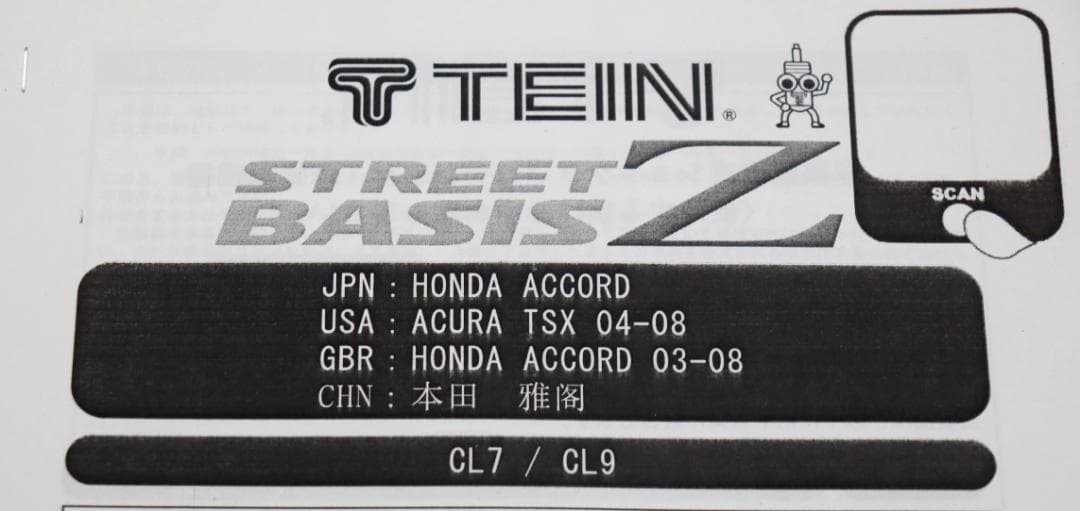 TEIN®
STREET
BASIS Z
SCAN
JPN : HONDA ACCORD
USA : ACURA TSX 04-08
GBR : HONDA ACCORD 03-08
CHN : 本田 雅阁
CL7 / CL9